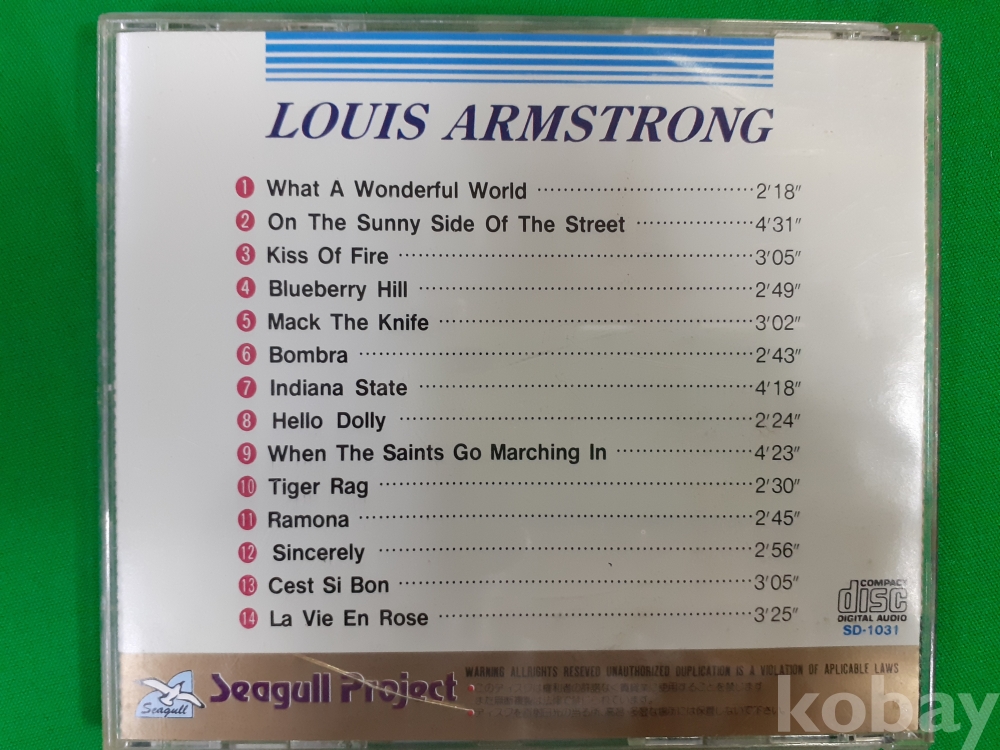 LOUIS ARMSTRONG
1 What A Wonderful World 2'18"
2 On The Sunny Side Of The Street 4'31"
3 Kiss Of Fire 3'05"
4 Blueberry Hill 2'49"
5 Mack The Knife 3'02"
6 Bombra 2'43"
7 Indiana State 4'18"
8 Hello Dolly 2'24"
9 When The Saints Go Marching In 4'23"
10 Tiger Rag 2'30"
11 Ramona 2'45"
12 Sincerely 2'56"
13 Cest Si Bon 3'05"
14 La Vie En Rose 3'25"
COMPACT
disc
DIGITAL AUDIO
SD-1031
Seagull
Seagull Project
WARNING ALLRIGHTS RESEVED UNAUTHORIZED DUPLICATION IS A VIOLATION OF APLICABLE LAWS
kobay